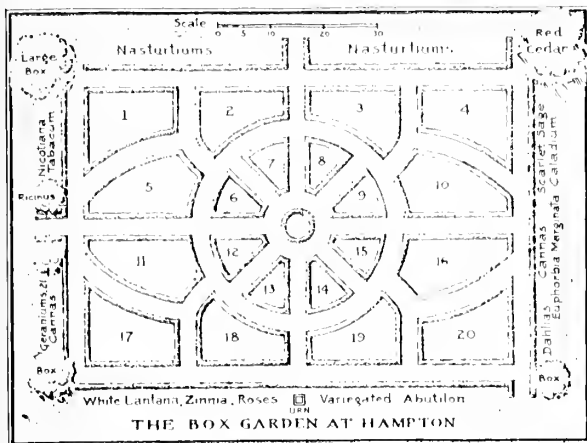 Scale
0 5 10 20 30
Nasturtiums Nasturtiums
Large
Box
Red
Cedar
1 2 3 4
Nicotiana
Tabacum
Ricinus
7 8
5 6 9 10
Scarlet Sage
Caladium
Cannas
Euphorbia Marginata
Dahlias
11 12 15 16
13 14
Geraniums,
Cannas
17 18 19 20
Box
Box
White Lantana, Zinnia, Roses
URN
Variegated Abutilon
THE BOX GARDEN AT HAMPTON